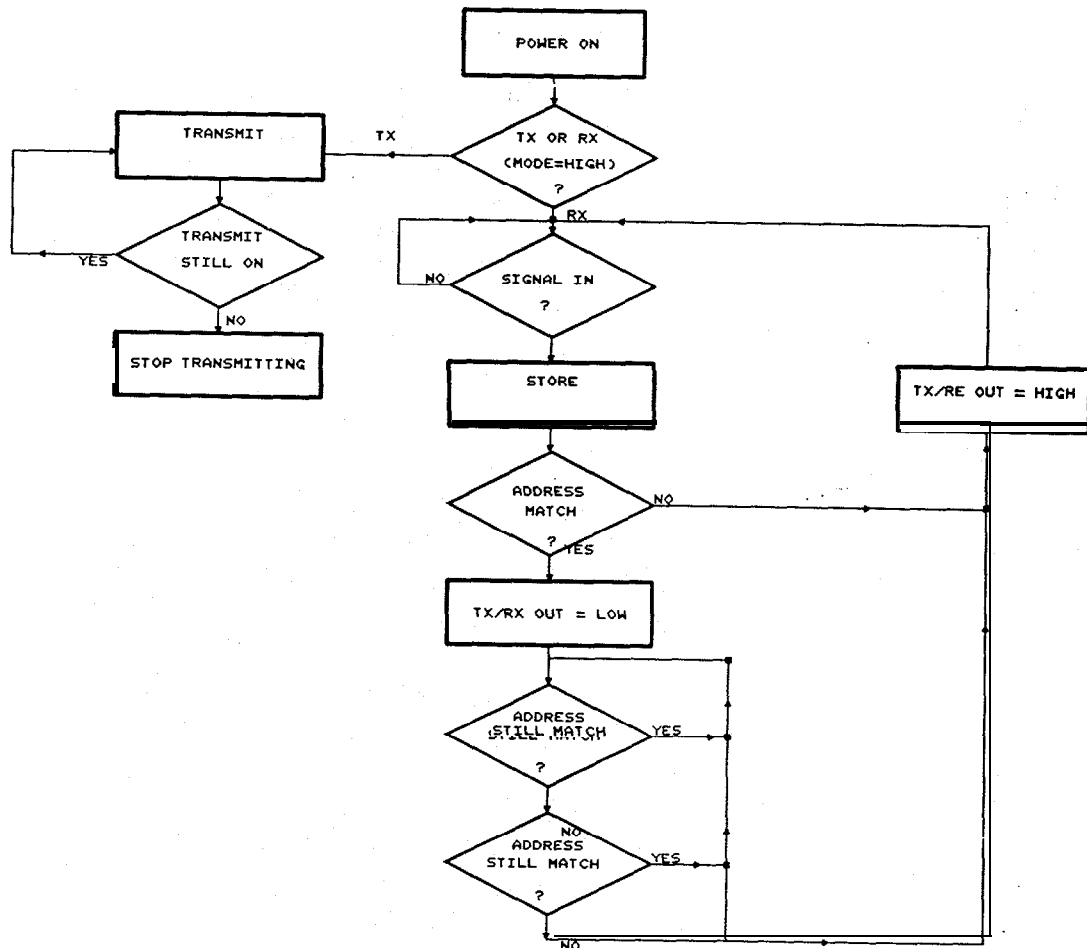 POWER ON
TRANSMIT
TX
TX OR RX
(MODE=HIGH)
?
RX
TRANSMIT
STILL ON
YES
NO
SIGNAL IN
?
NO
STOP TRANSMITTING
STORE
TX/RE OUT = HIGH
ADDRESS
MATCH
?
NO
YES
TX/RX OUT = LOW
ADDRESS
STILL MATCH
?
YES
NO
ADDRESS
STILL MATCH
?
YES
NO